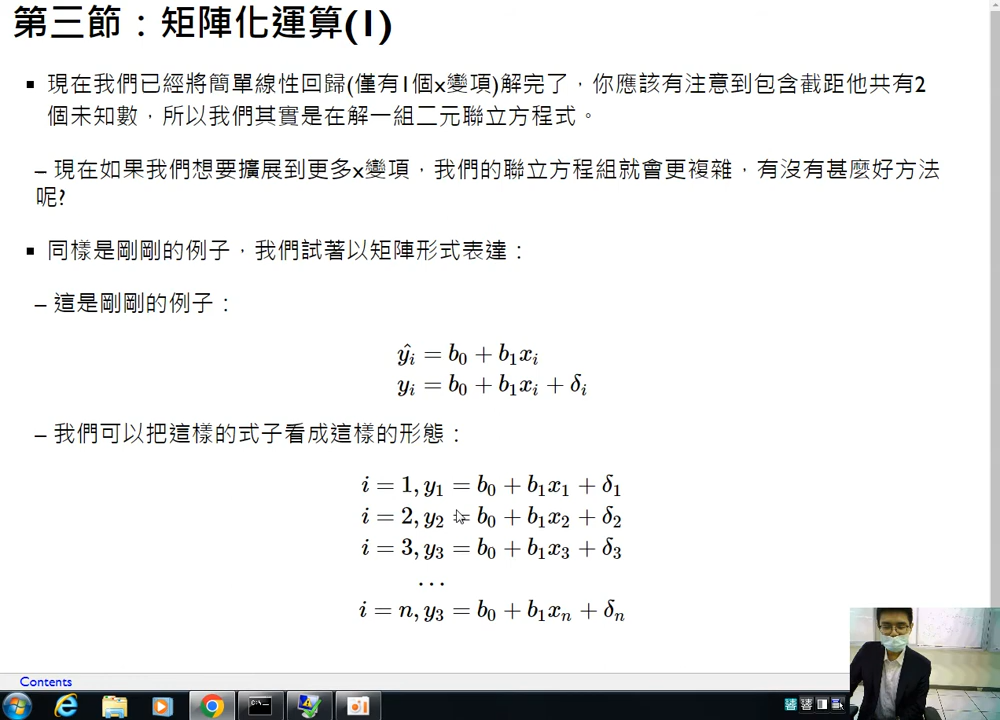 第三節：矩陣化運算(1)
▪ 現在我們已經將簡單線性回歸(僅有1個x變項)解完了，你應該有注意到包含截距他共有2
個未知數，所以我們其實是在解一組二元聯立方程式。
– 現在如果我們想要擴展到更多x變項，我們的聯立方程組就會更複雜，有沒有甚麼好方法
呢?
▪ 同樣是剛剛的例子，我們試著以矩陣形式表達：
– 這是剛剛的例子：
ŷᵢ = b₀ + b₁xᵢ
yᵢ = b₀ + b₁xᵢ + δᵢ
– 我們可以把這樣的式子看成這樣的形態：
i = 1, y₁ = b₀ + b₁x₁ + δ₁
i = 2, y₂ = b₀ + b₁x₂ + δ₂
i = 3, y₃ = b₀ + b₁x₃ + δ₃
…
i = n, y₃ = b₀ + b₁xₙ + δₙ
Contents